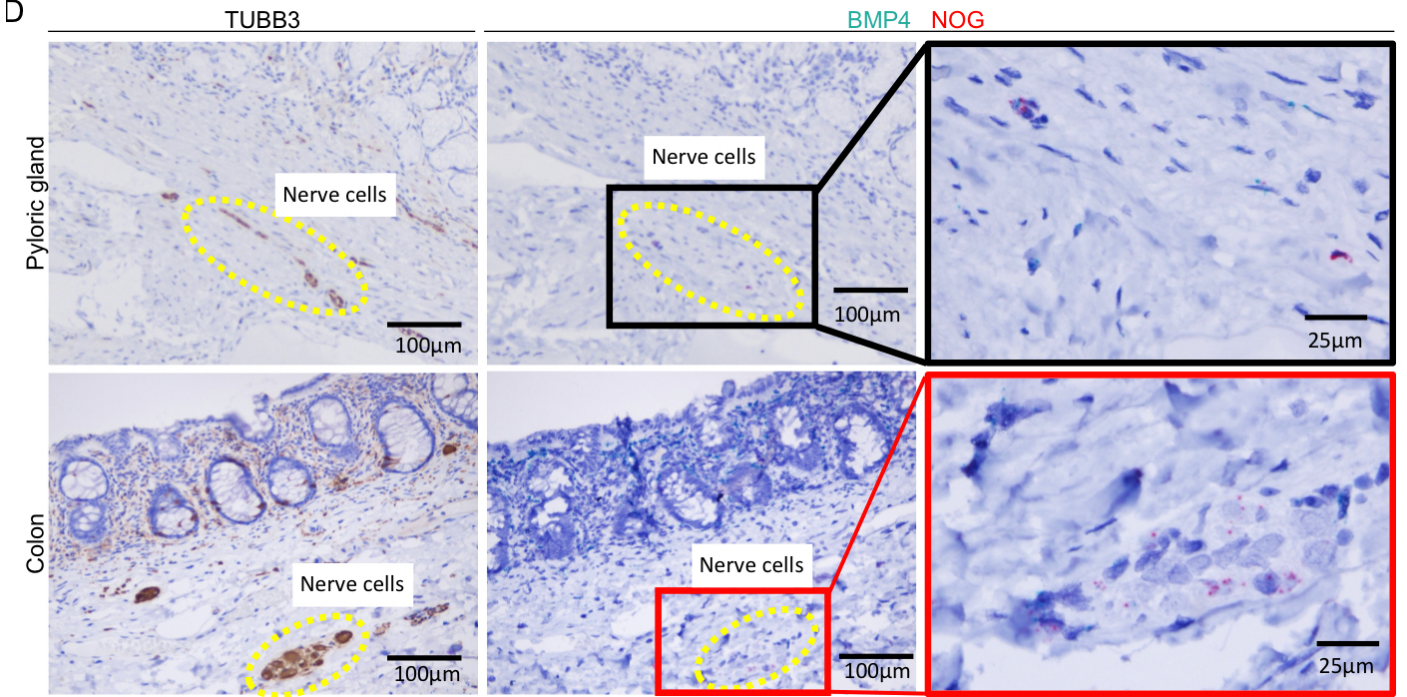 D
TUBB3
BMP4 NOG
Pyloric gland
Nerve cells
100μm
Nerve cells
100μm
25μm
Colon
Nerve cells
100μm
Nerve cells
100μm
25μm